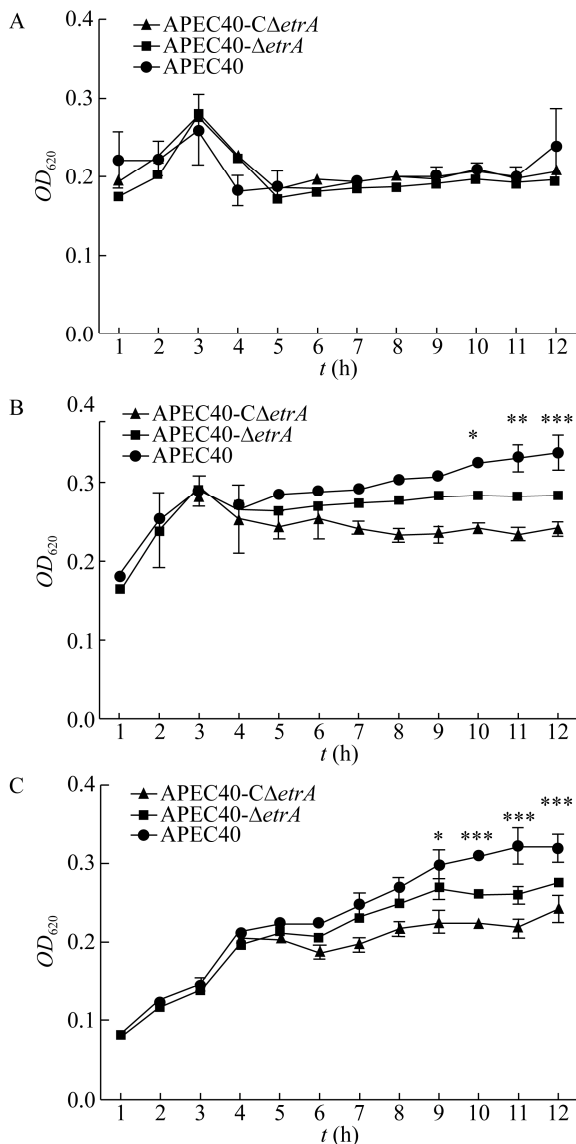 A
APEC40-CΔetrA
APEC40-ΔetrA
APEC40
0.4
0.3
0.2
0.1
0.0
OD620
1 2 3 4 5 6 7 8 9 10 11 12
t (h)
B
APEC40-CΔetrA
APEC40-ΔetrA
APEC40
* ** ***
0.4
0.3
0.2
0.1
0.0
OD620
1 2 3 4 5 6 7 8 9 10 11 12
t (h)
C
APEC40-CΔetrA
APEC40-ΔetrA
APEC40
* *** *** ***
0.4
0.3
0.2
0.1
0.0
OD620
1 2 3 4 5 6 7 8 9 10 11 12
t (h)